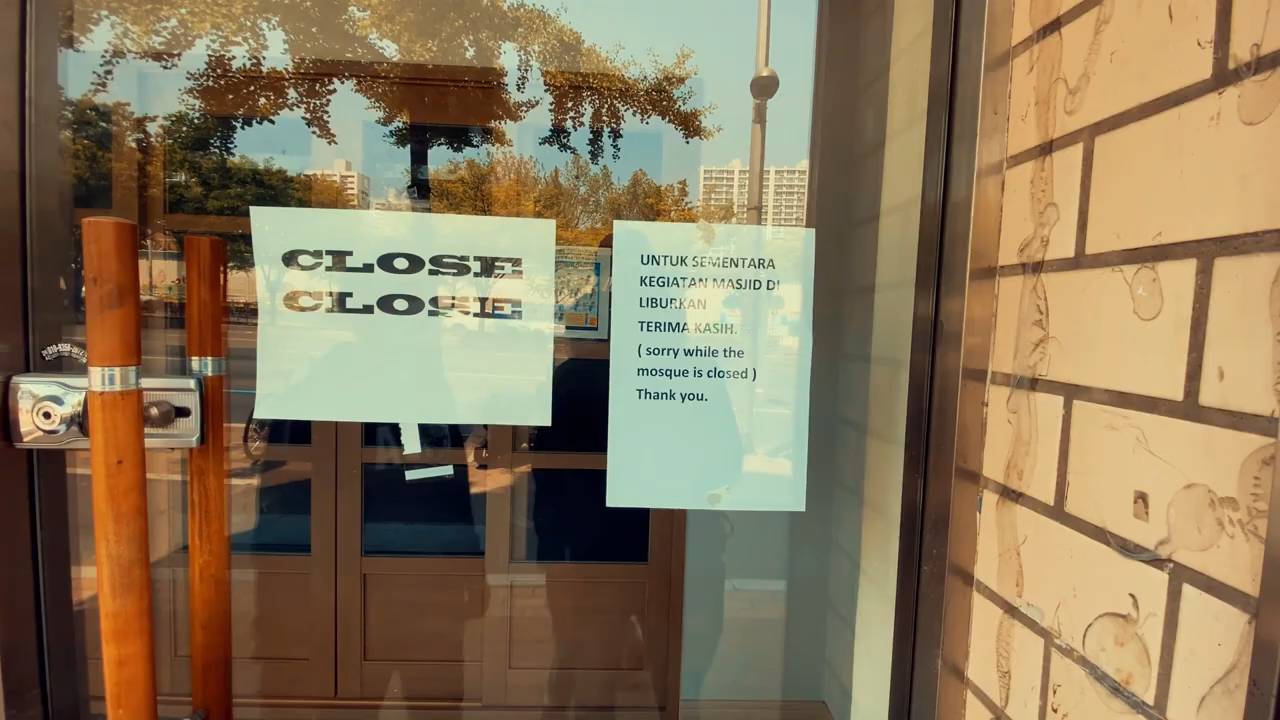 CLOSE
CLOSE
UNTUK SEMENTARA
KEGIATAN MASJID DI
LIBURKAN
TERIMA KASIH.
( sorry while the
mosque is closed )
Thank you.